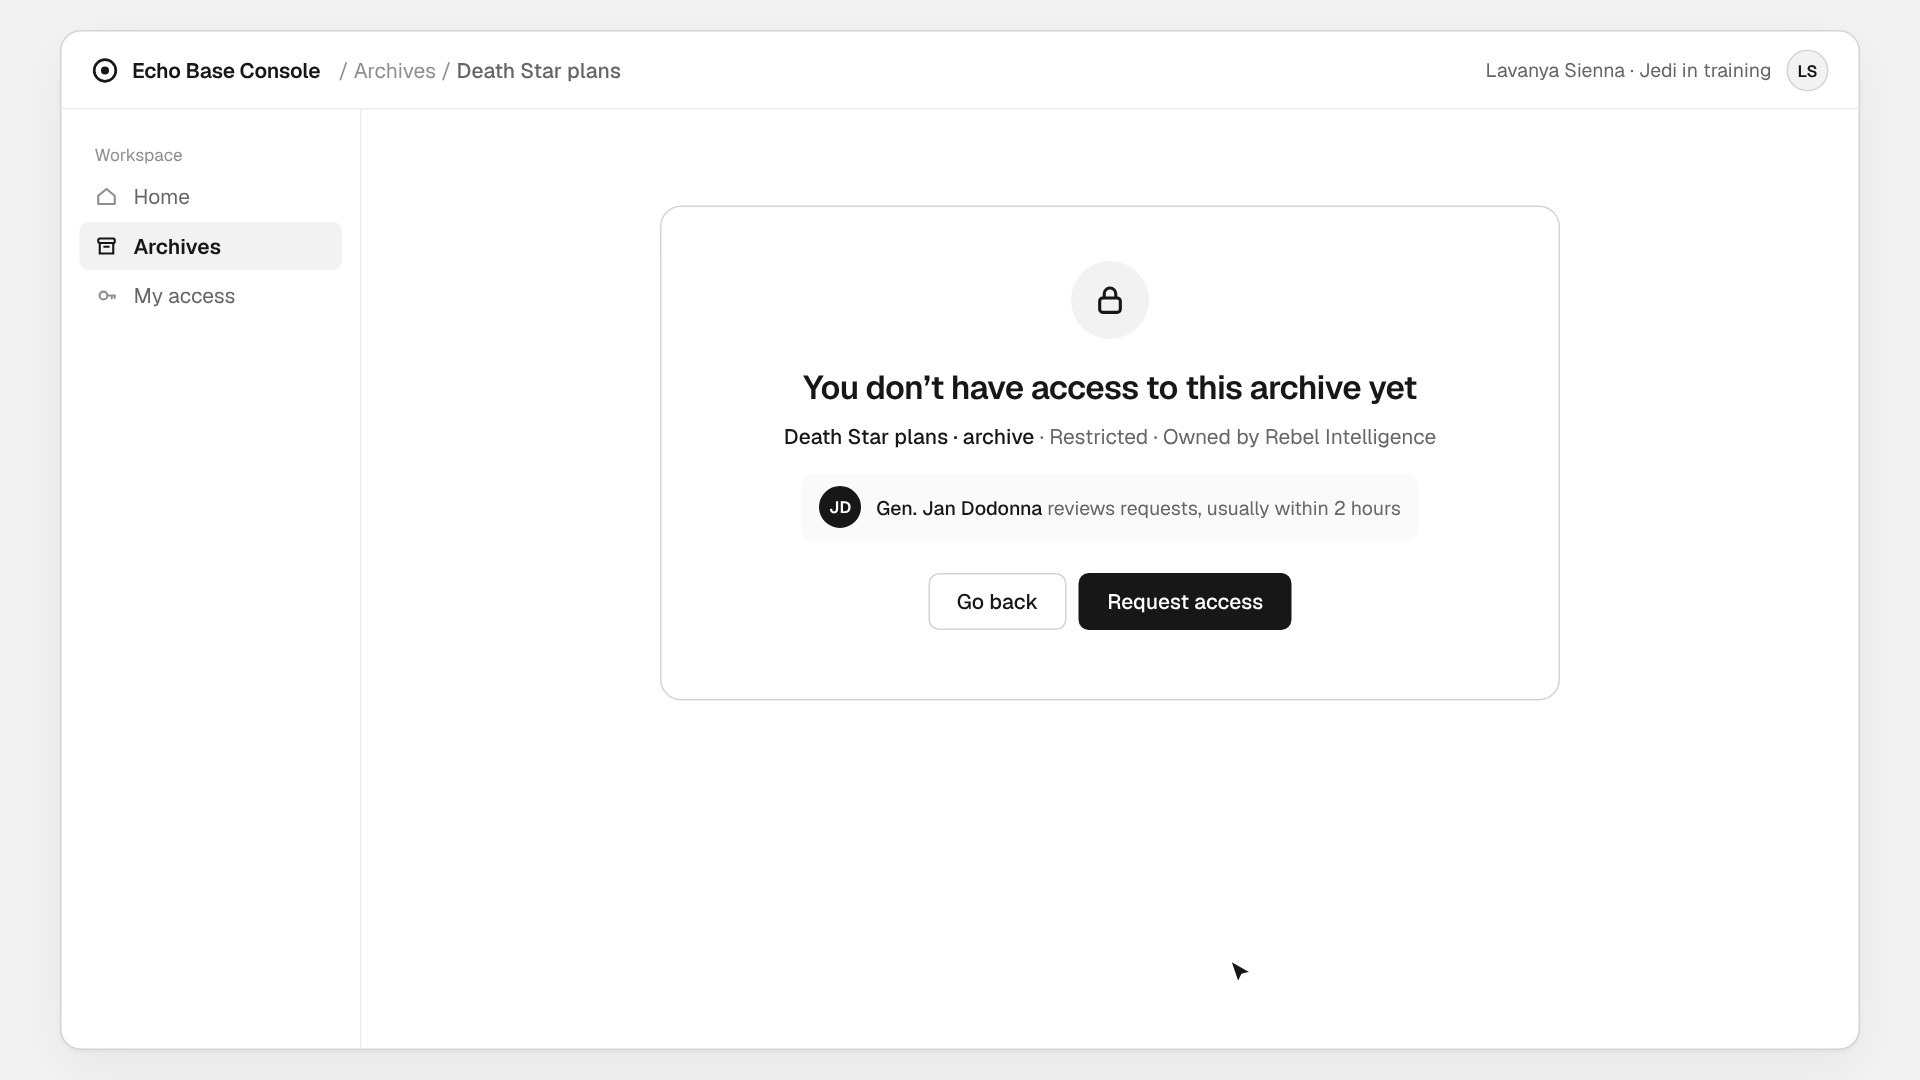 Echo Base Console / Archives / Death Star plans
Lavanya Sienna · Jedi in training
LS
Workspace
Home
Archives
My access
You don’t have access to this archive yet
Death Star plans · archive · Restricted · Owned by Rebel Intelligence
JD
Gen. Jan Dodonna reviews requests, usually within 2 hours
Go back
Request access